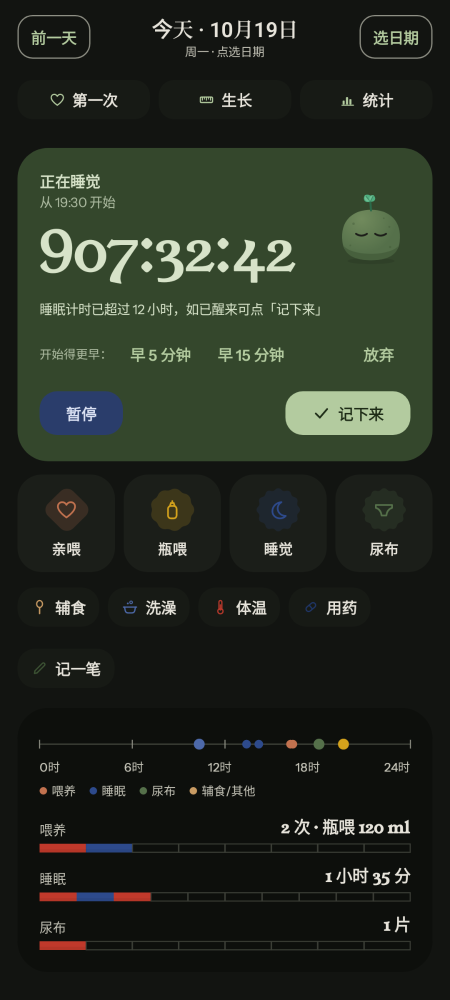 前一天
今天 · 10月19日
周一 · 点选日期
选日期
第一次
生长
统计
正在睡觉
从 19:30 开始
907:32:42
睡眠计时已超过 12 小时，如已醒来可点「记下来」
开始得更早：
早 5 分钟
早 15 分钟
放弃
暂停
记下来
亲喂
瓶喂
睡觉
尿布
辅食
洗澡
体温
用药
记一笔
0时
6时
12时
18时
24时
喂养
睡眠
尿布
辅食/其他
喂养
2 次 · 瓶喂 120 ml
睡眠
1 小时 35 分
尿布
1 片